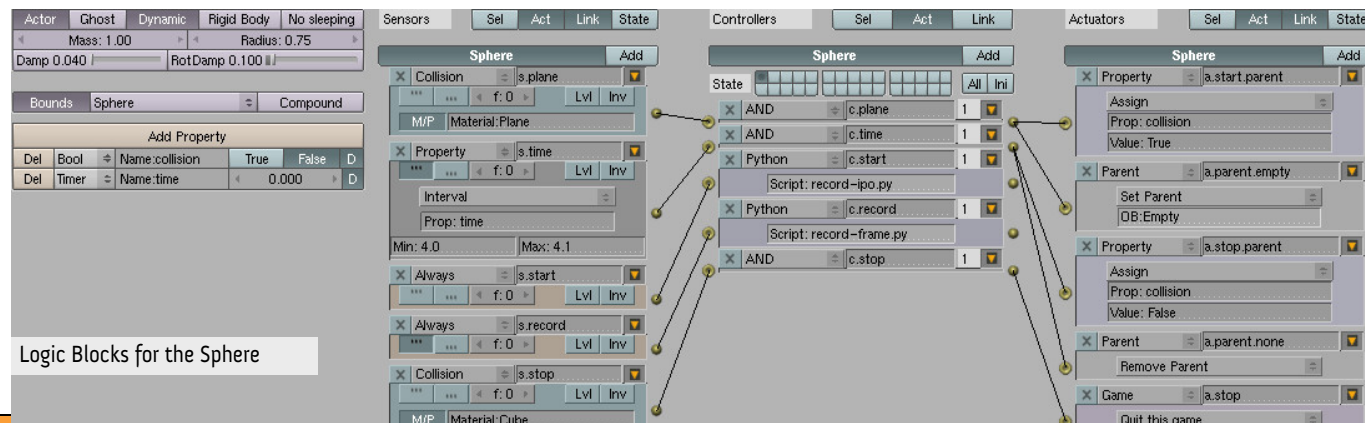 Actor Ghost Dynamic Rigid Body No sleeping
Mass: 1.00 Radius: 0.75
Damp 0.040 RotDamp 0.100
Bounds Sphere Compound
Add Property
Del Bool Name:collision True False D
Del Timer Name:time 0.000 D
Logic Blocks for the Sphere
Sensors Sel Act Link State
Sphere Add
X Collision s.plane
f: 0 Lvl Inv
M/P Material:Plane
X Property s.time
f: 0 Lvl Inv
Interval
Prop: time
Min: 4.0 Max: 4.1
X Always s.start
f: 0 Lvl Inv
X Always s.record
f: 0 Lvl Inv
X Collision s.stop
f: 0 Lvl Inv
M/P Material:Cube
Controllers Sel Act Link
Sphere Add
State All Ini
X AND c.plane 1
X AND c.time 1
X Python c.start 1
Script: record-ipo.py
X Python c.record 1
Script: record-frame.py
X AND c.stop 1
Actuators Sel Act Link State
Sphere Add
X Property a.start.parent
Assign
Prop: collision
Value: True
X Parent a.parent.empty
Set Parent
OB:Empty
X Property a.stop.parent
Assign
Prop: collision
Value: False
X Parent a.parent.none
Remove Parent
X Game a.stop
Quit this game